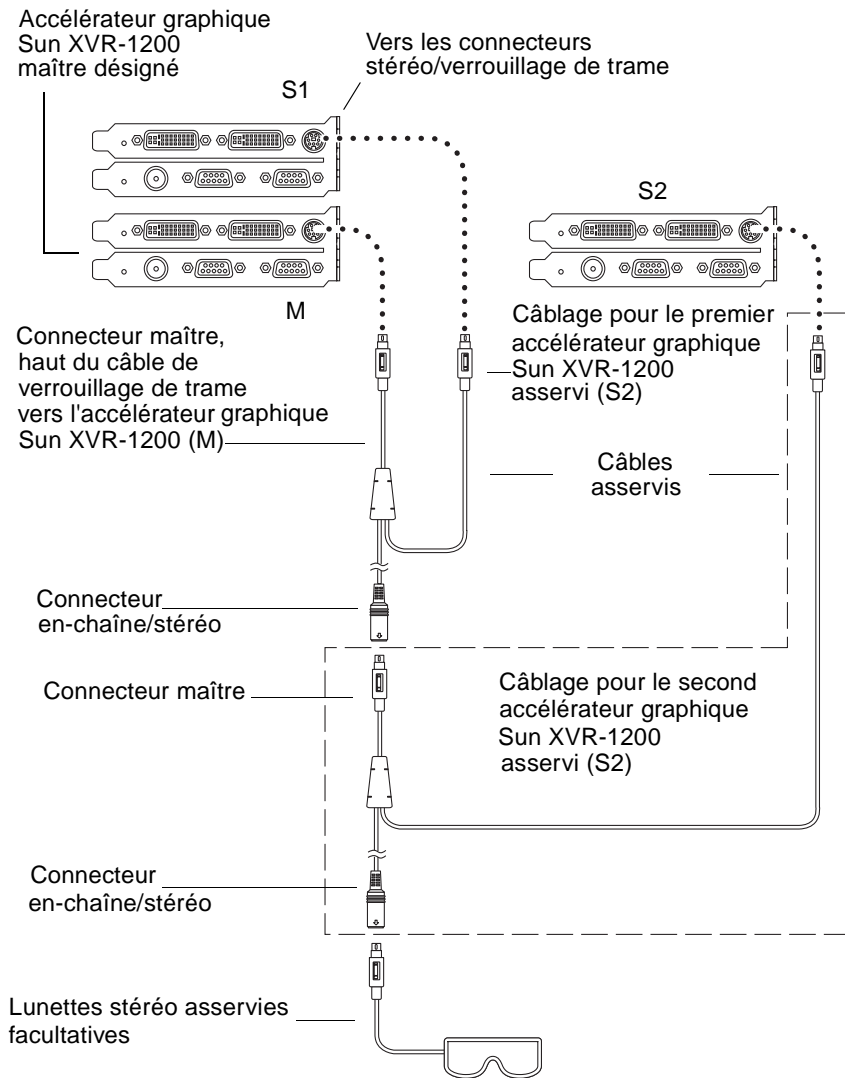 Accélérateur graphique
Sun XVR-1200
maître désigné
Vers les connecteurs
stéréo/verrouillage de trame
S1
S2
M
Connecteur maître,
haut du câble de
verrouillage de trame
vers l'accélérateur graphique
Sun XVR-1200 (M)
Câblage pour le premier
accélérateur graphique
Sun XVR-1200
asservi (S2)
Câbles
asservis
Connecteur
en-chaîne/stéréo
Connecteur maître
Câblage pour le second
accélérateur graphique
Sun XVR-1200
asservi (S2)
Connecteur
en-chaîne/stéréo
Lunettes stéréo asservies
facultatives